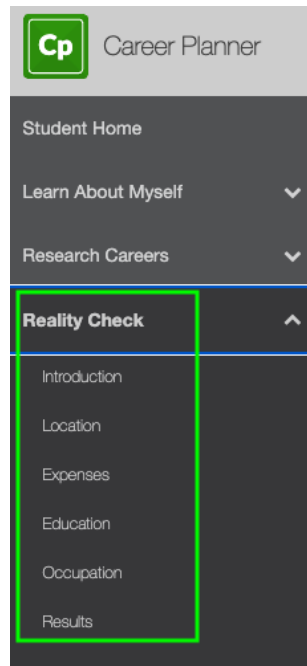 Cp Career Planner
Student Home
Learn About Myself
Research Careers
Reality Check
Introduction
Location
Expenses
Education
Occupation
Results